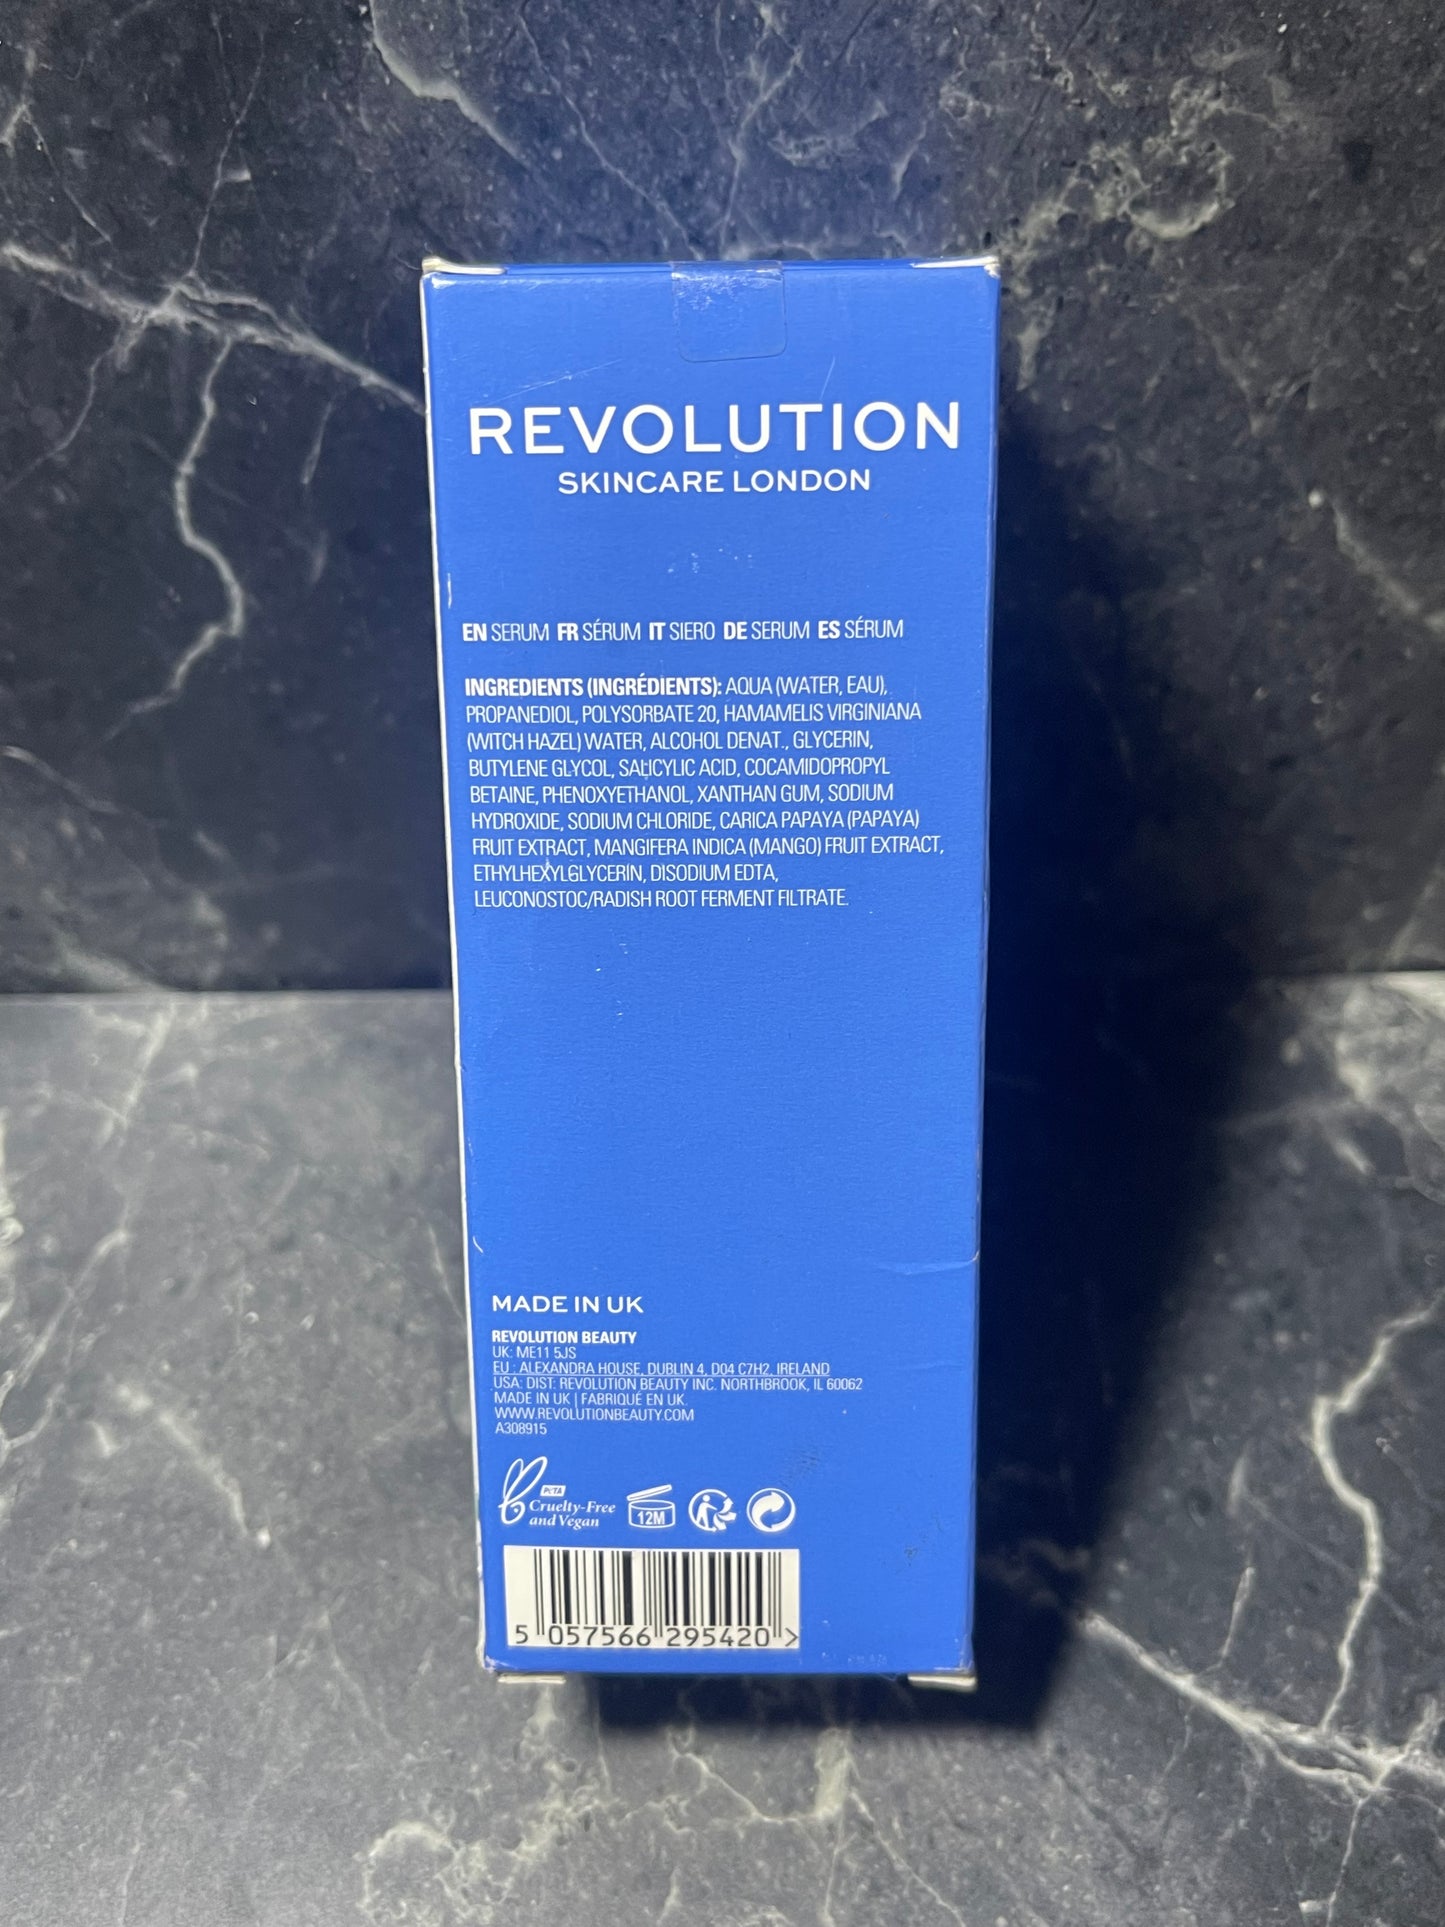 REVOLUTION
SKINCARE LONDON
EN SERUM FR SÉRUM IT SIERO DE SERUM ES SÉRUM
INGREDIENTS (INGRÉDIENTS): AQUA (WATER, EAU),
PROPANEDIOL, POLYSORBATE 20, HAMAMELIS VIRGINIANA
(WITCH HAZEL) WATER, ALCOHOL DENAT., GLYCERIN,
BUTYLENE GLYCOL, SALICYLIC ACID, COCAMIDOPROPYL
BETAINE, PHENOXYETHANOL, XANTHAN GUM, SODIUM
HYDROXIDE, SODIUM CHLORIDE, CARICA PAPAYA (PAPAYA)
FRUIT EXTRACT, MANGIFERA INDICA (MANGO) FRUIT EXTRACT,
ETHYLHEXYLGLYCERIN, DISODIUM EDTA,
LEUCONOSTOC/RADISH ROOT FERMENT FILTRATE.
MADE IN UK
REVOLUTION BEAUTY
UK: ME11 5JS
EU : ALEXANDRA HOUSE, DUBLIN 4, D04 C7H2, IRELAND
USA: DIST. REVOLUTION BEAUTY INC. NORTHBROOK, IL 60062
MADE IN UK | FABRIQUÉ EN UK.
WWW.REVOLUTIONBEAUTY.COM
A308915
PETA
Cruelty-Free
and Vegan
12M
5 057566 295420 >